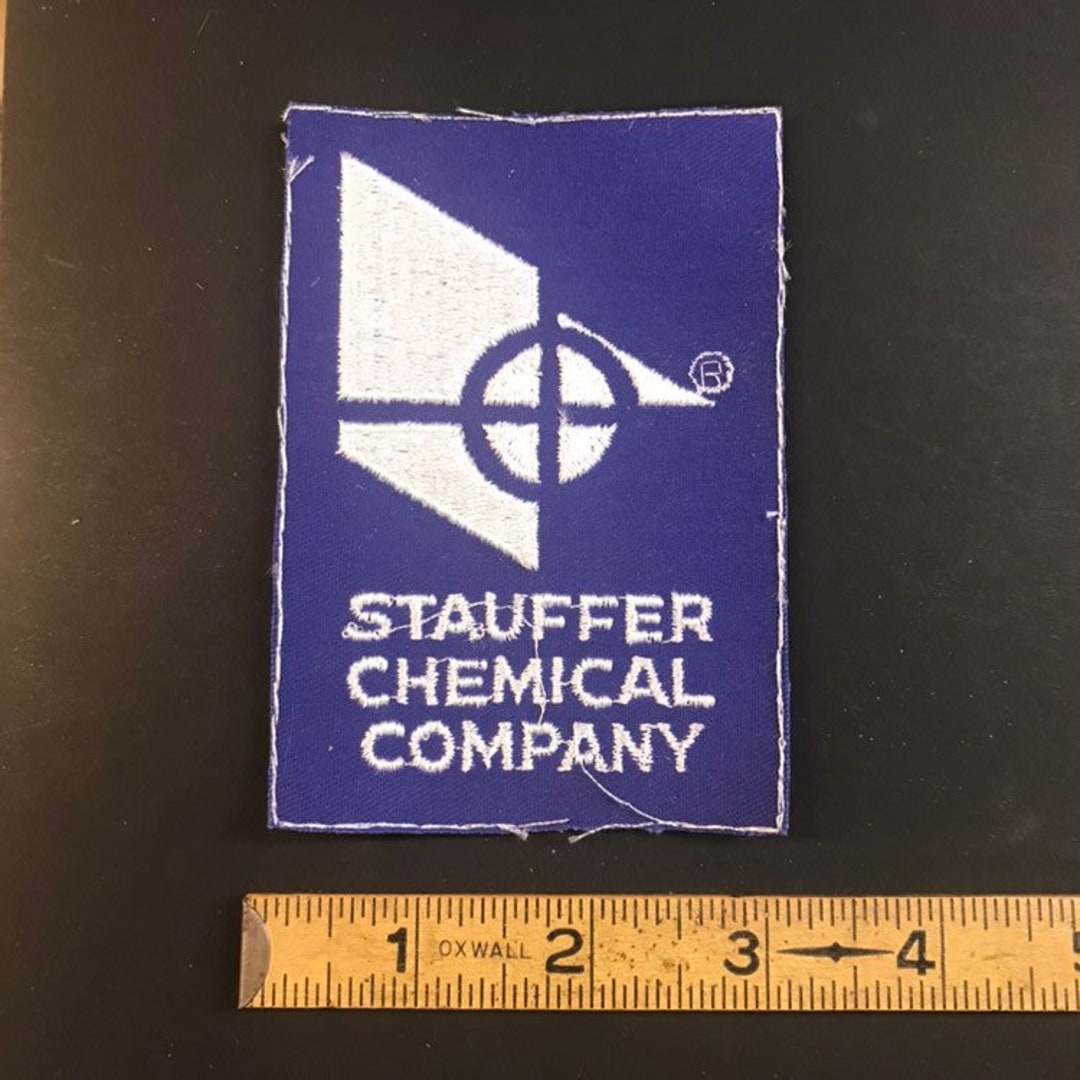 ®
STAUFFER
CHEMICAL
COMPANY
1 OXWALL 2 3 4 5